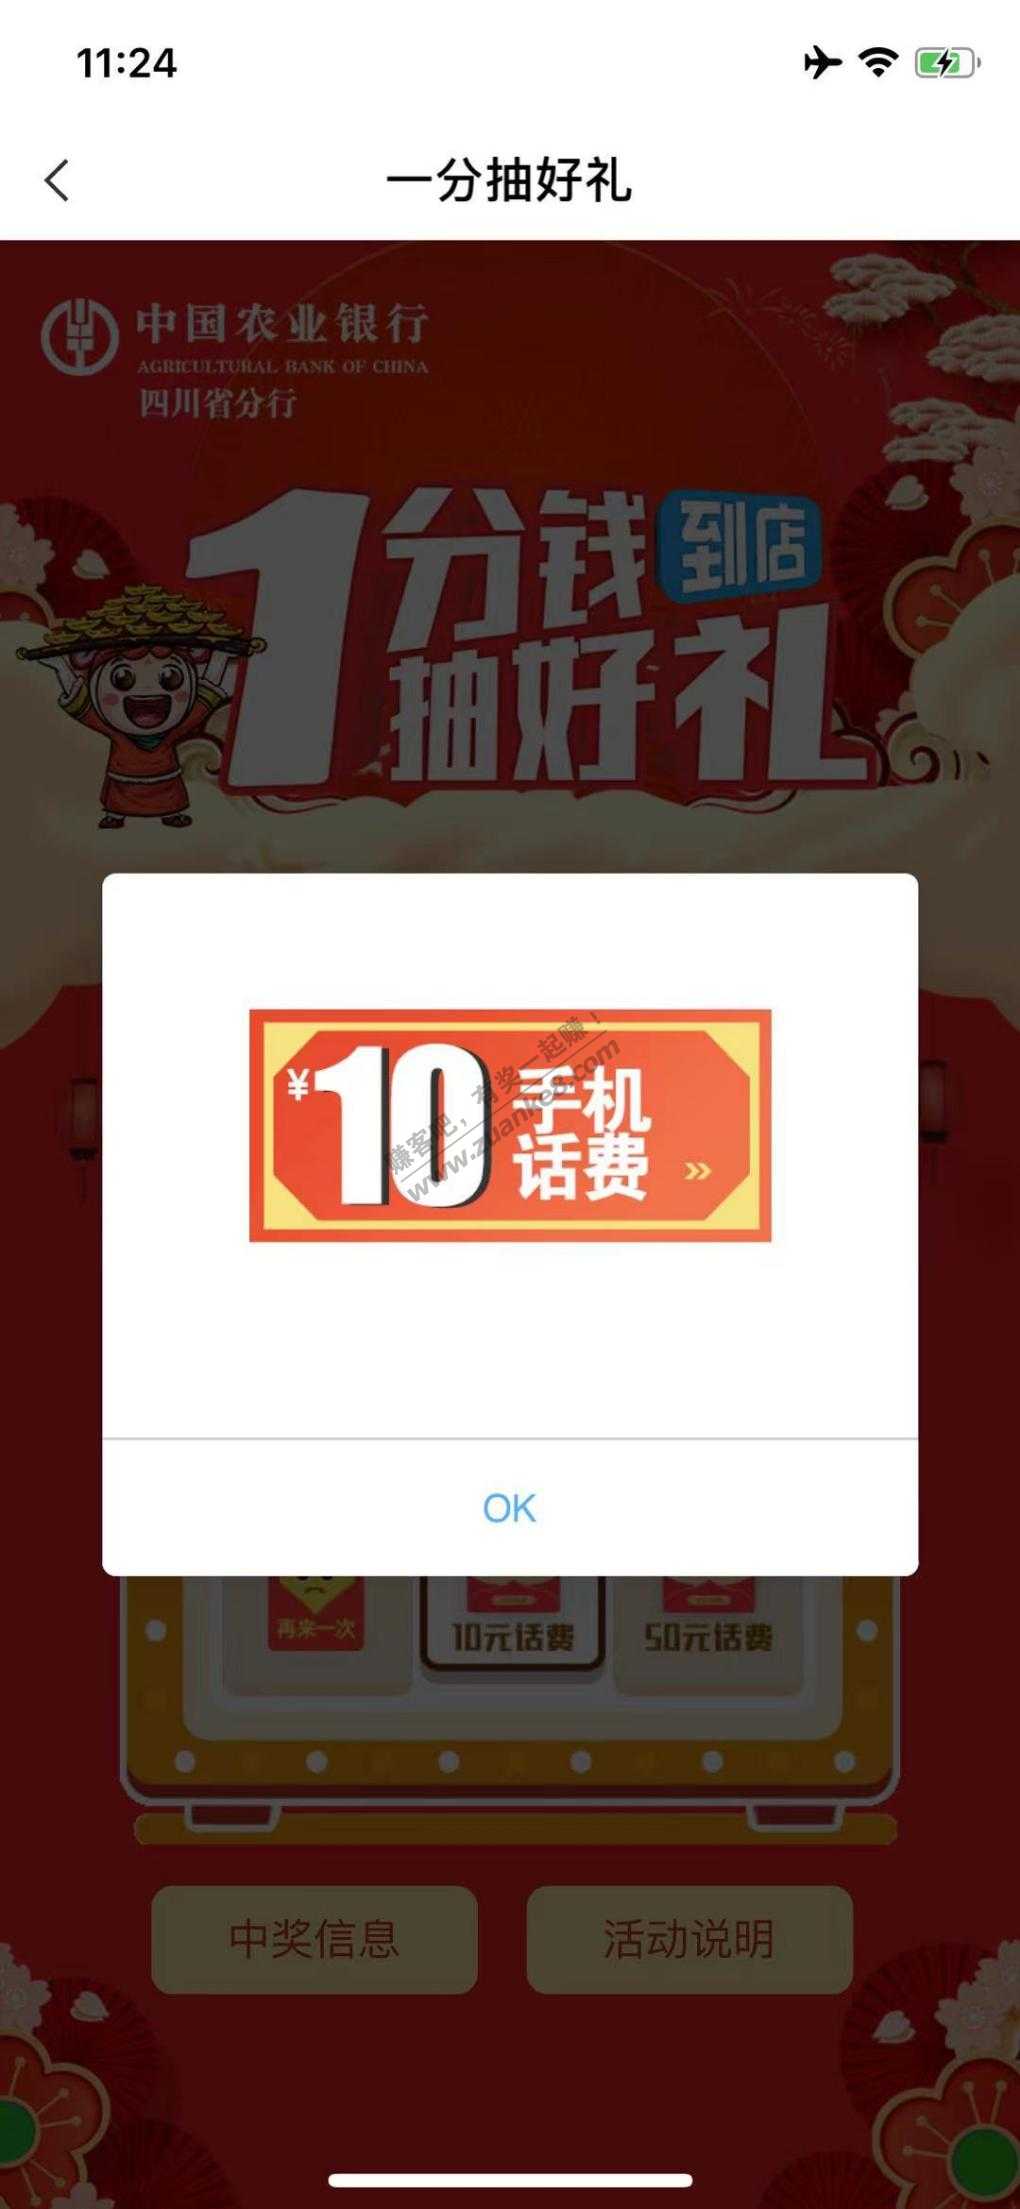 11:24
一分抽好礼
中国农业银行
AGRICULTURAL BANK OF CHINA
四川省分行
1分钱到店
抽好礼
¥10手机
话费 »
赚客吧，有奖一起赚！
www.zuanke8.com
OK
再来一次
10元话费
50元话费
中奖信息
活动说明